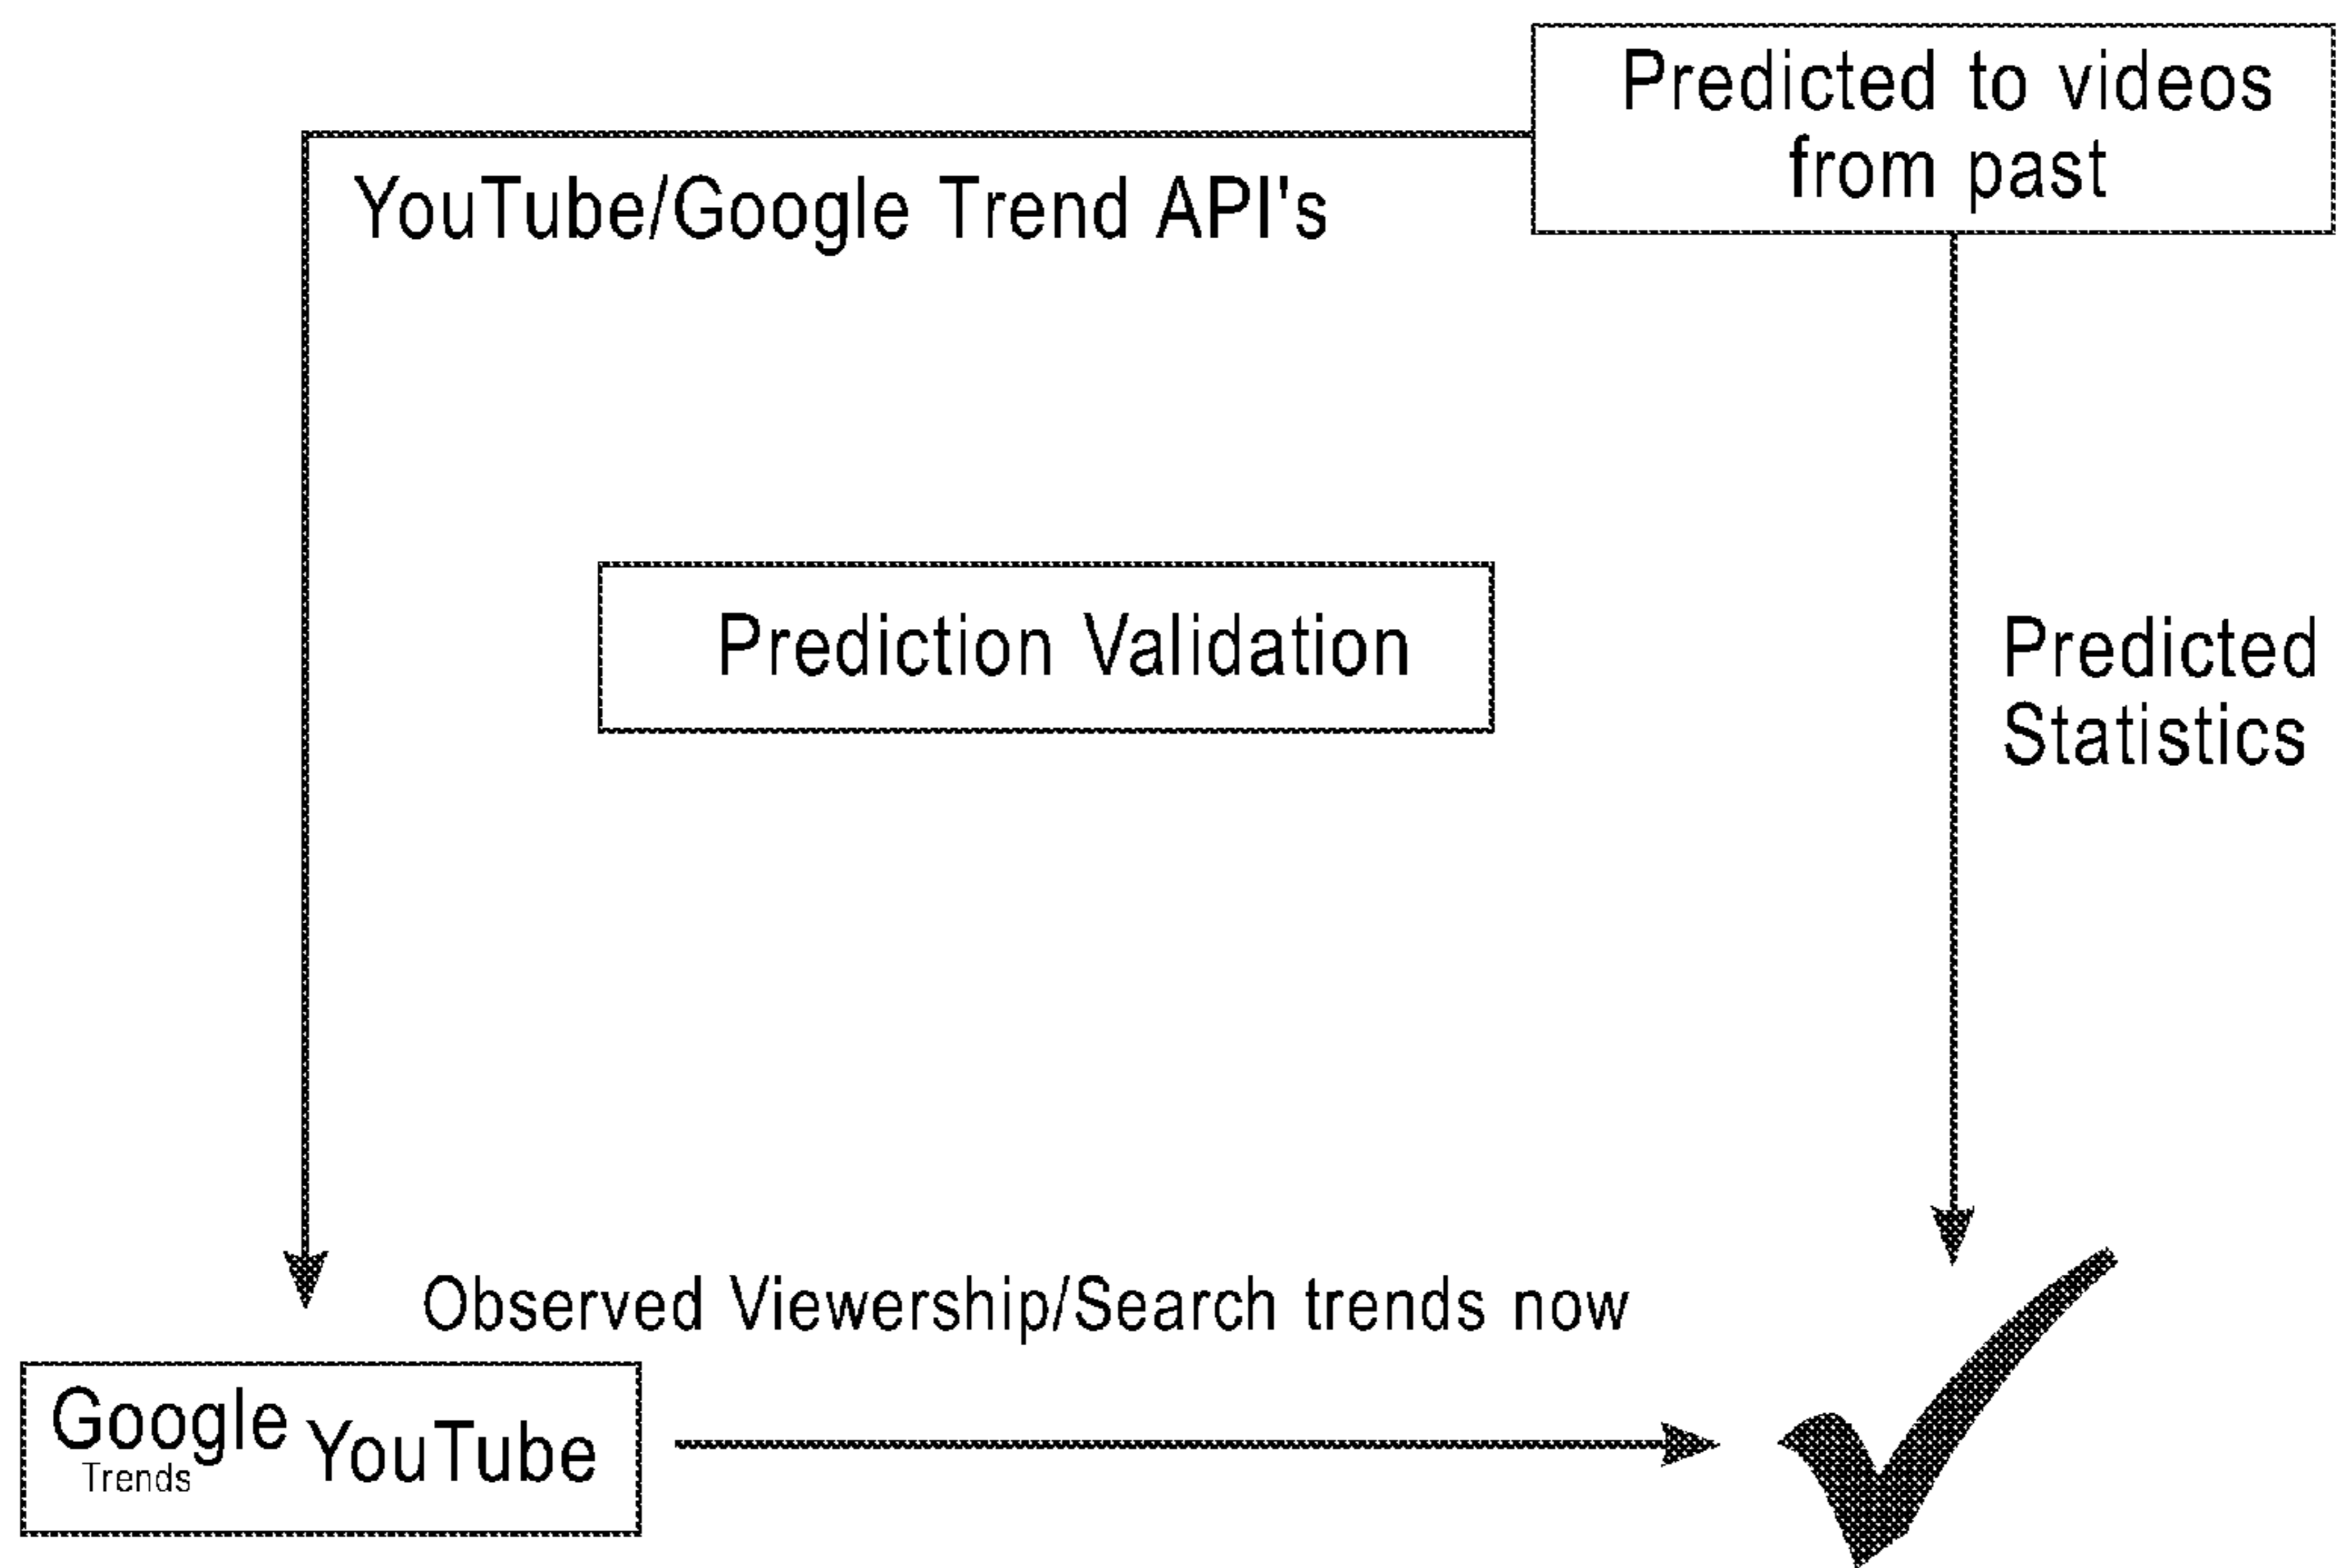 Predicted to videos
from past
YouTube/Google Trend API's
Prediction Validation
Predicted
Statistics
Observed Viewership/Search trends now
Google YouTube
Trends